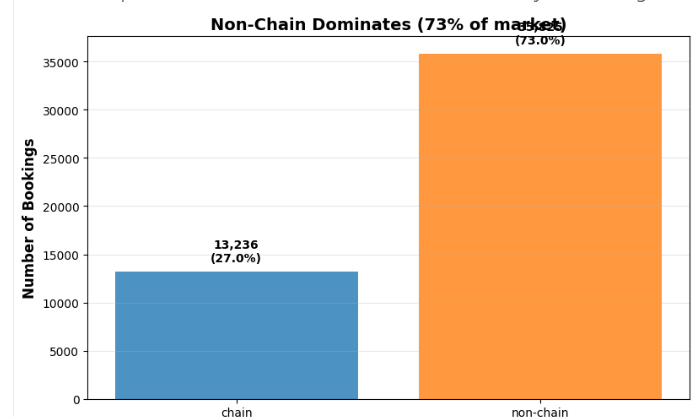 Non-Chain Dominates (73% of market)
(73.0%)
35000
30000
25000
20000
15000
10000
5000
0
Number of Bookings
13,236
(27.0%)
chain
non-chain